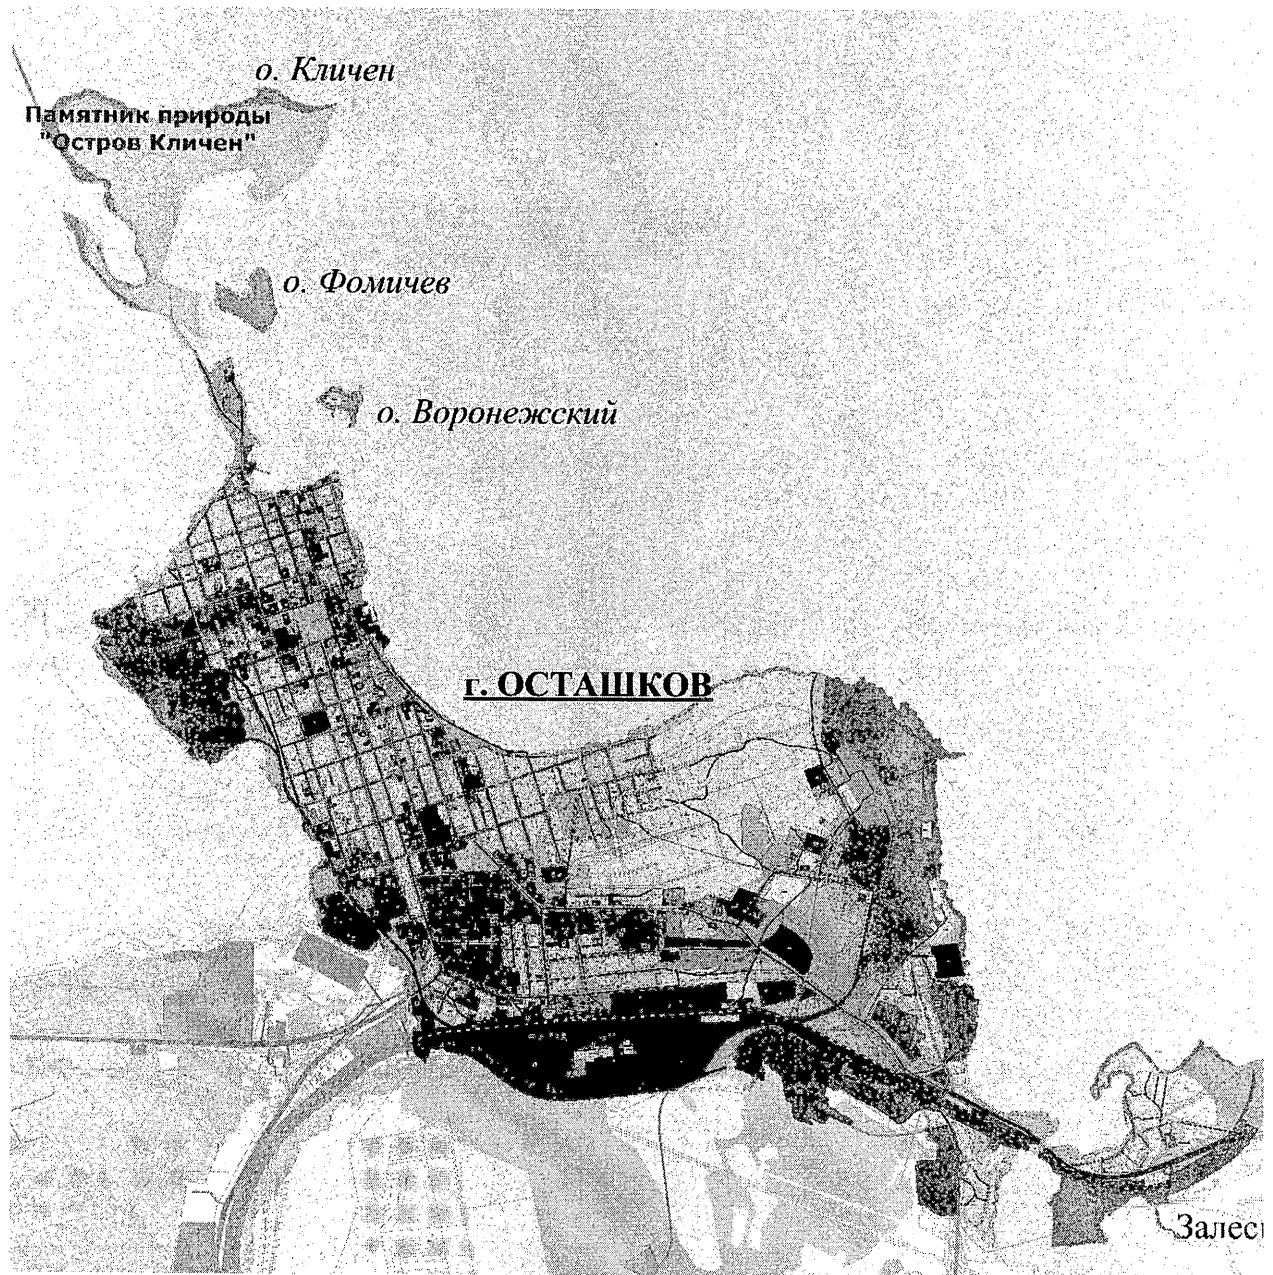 о. Кличен
Памятник природы
"Остров Кличен"
о. Фомичев
о. Воронежский
г. ОСТАШКОВ